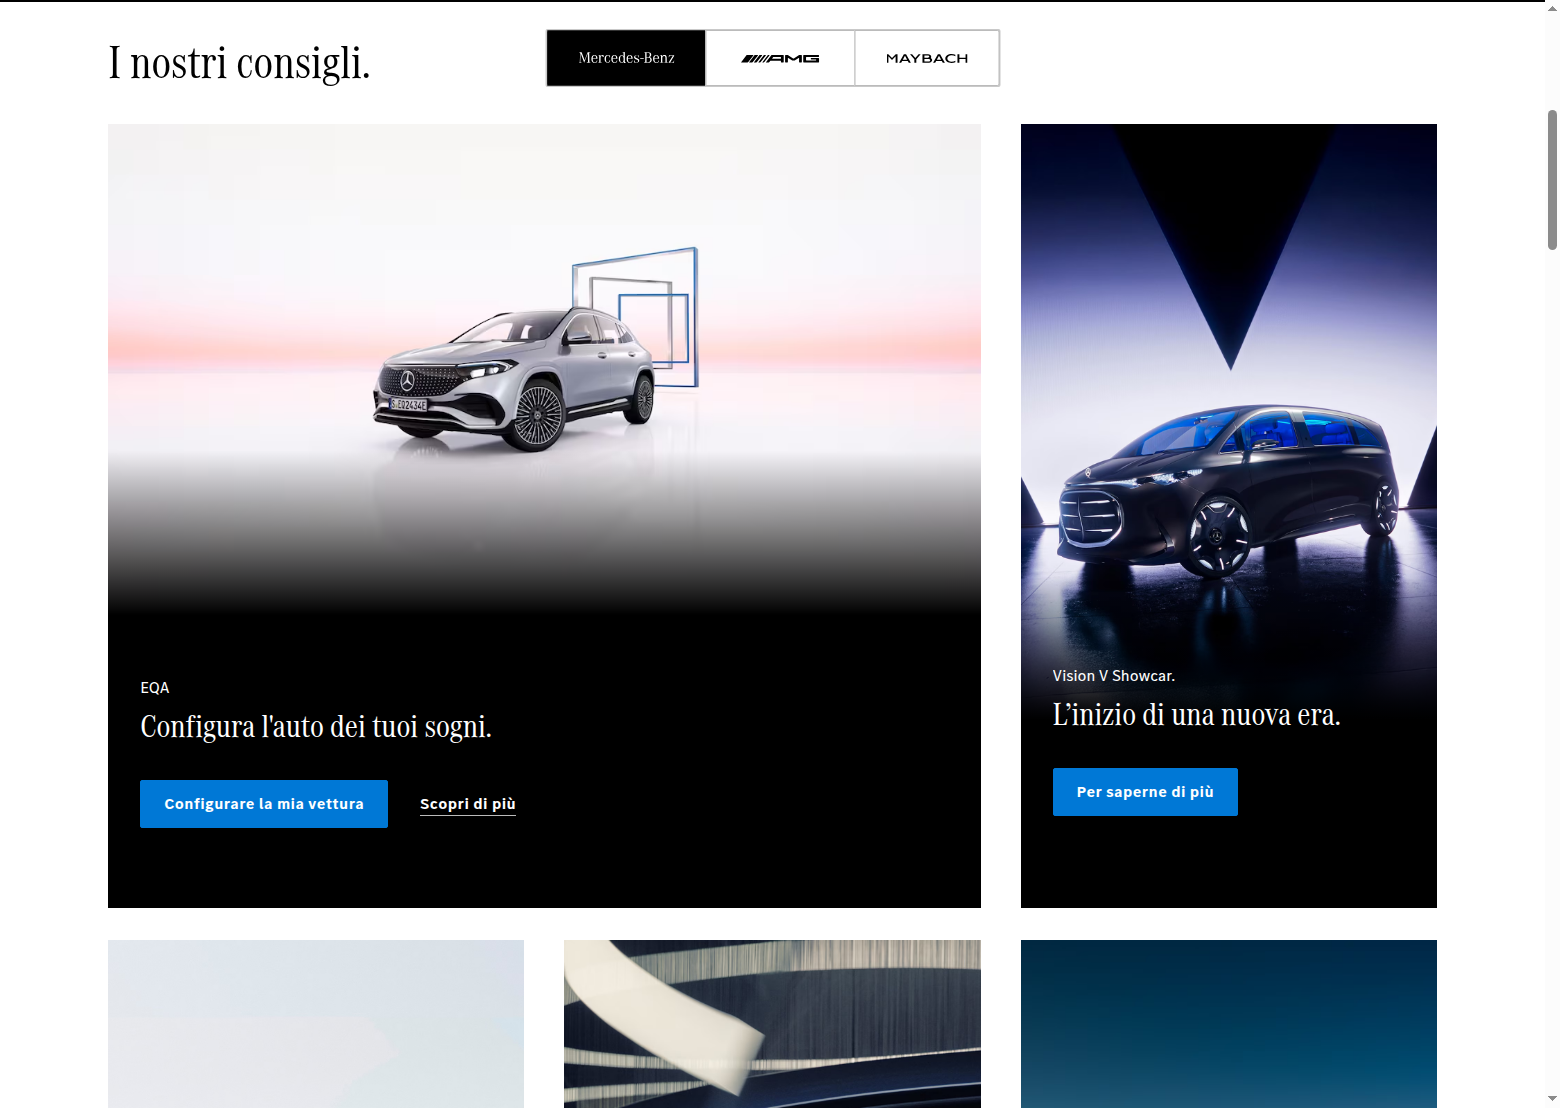 I nostri consigli.
Mercedes-Benz
AMG
MAYBACH
S·EQ2434E
EQA
Configura l'auto dei tuoi sogni.
Configurare la mia vettura
Scopri di più
Vision V Showcar.
L’inizio di una nuova era.
Per saperne di più